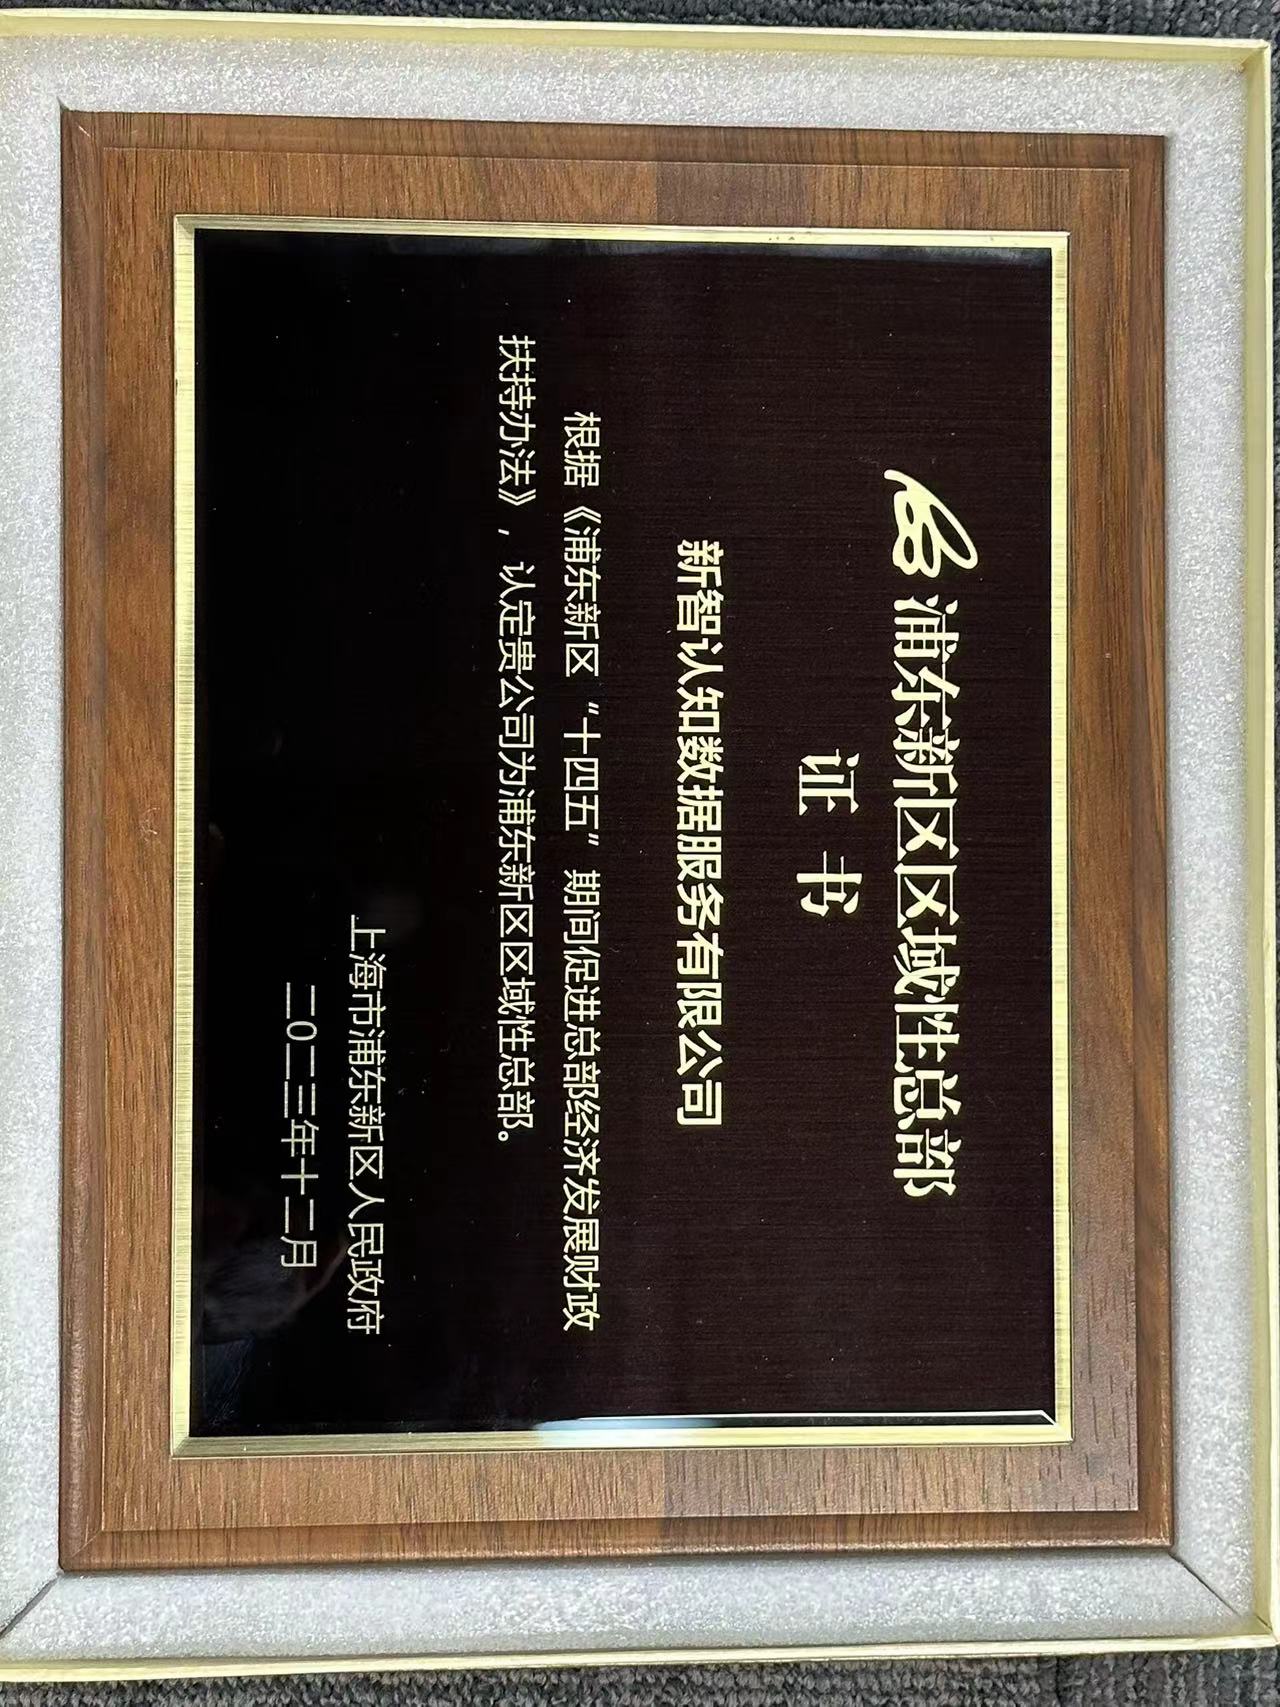 浦东新区区域性总部
证书
新智认知数据服务有限公司
根据《浦东新区“十四五”期间促进总部经济发展财政
扶持办法》，认定贵公司为浦东新区区域性总部。
上海市浦东新区人民政府
二〇二三年十二月